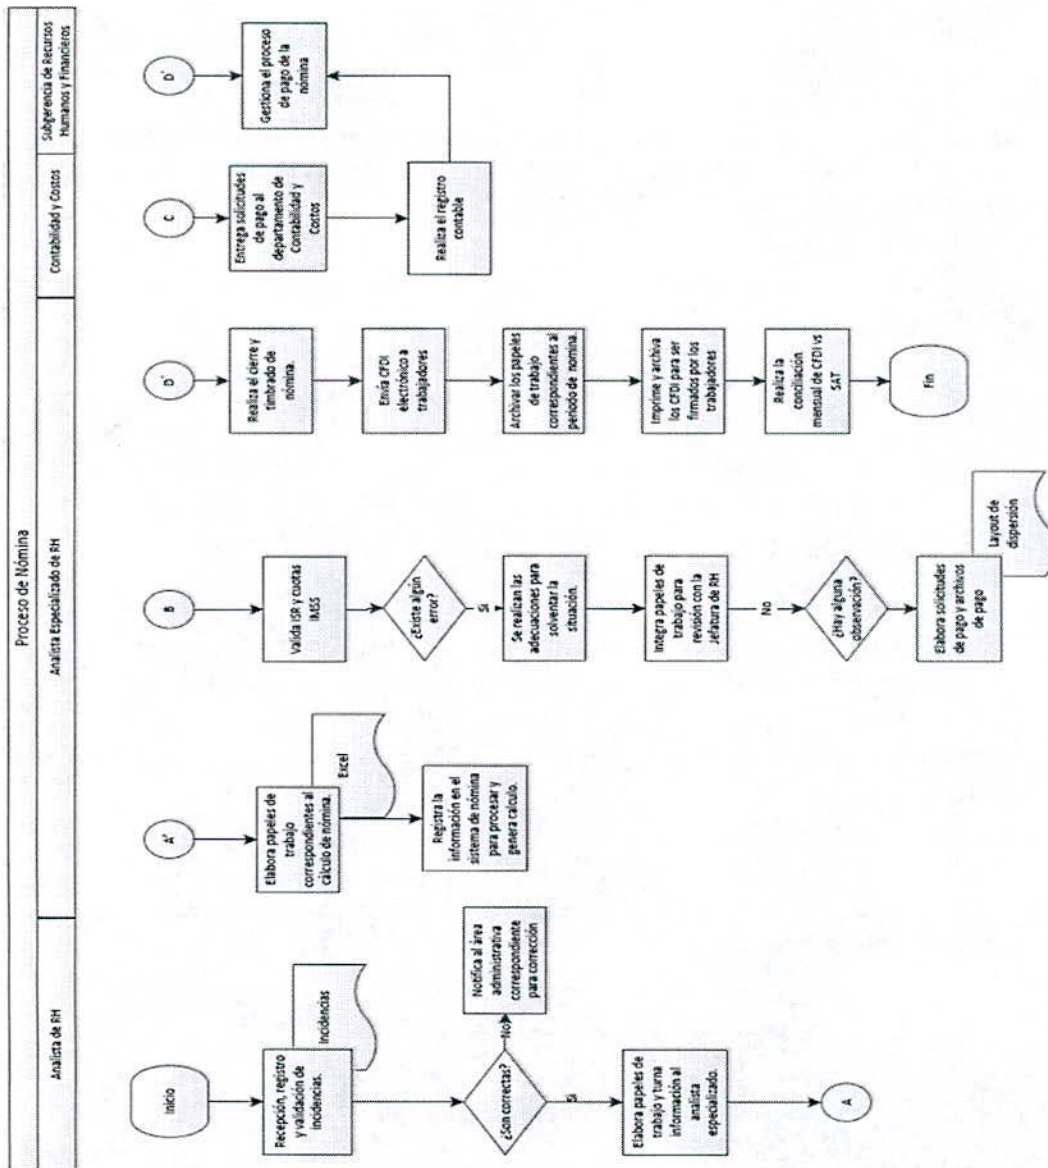 Proceso de Nómina
Analista de RH
Analista Especializado de RH
Contabilidad y Costos
Subgerencia de Recursos
Humanos y Financieros
Inicio
Recepción, registro
y validación de
incidencias.
Incidencias
¿Son correctas?
No
Notifica al área
administrativa
correspondiente
para corrección
Si
Elabora papeles de
trabajo y turna
información al
analista
especializado.
A
A'
Elabora papeles de
trabajo
correspondientes al
cálculo de nómina.
Excel
Registra la
información en el
sistema de nómina
para procesar y
genera calculo.
B
Valida ISR y cuotas
IMSS
¿Existe algún
error?
Si
Se realizan las
adecuaciones para
solventar la
situación.
Integra papeles de
trabajo para
revisión con la
Jefatura de RH
No
¿Hay alguna
observación?
Elabora solicitudes
de pago y archivos
de pago
Layout de
dispersión
D'
Realiza el cierre y
timbrado de
nómina.
Envía CFDI
electrónico a
trabajadores
Archivar los papeles
de trabajo
correspondientes al
periodo de nomina.
Imprime y archiva
los CFDI para ser
firmados por los
trabajadores
Realiza la
conciliación
mensual de CFDI vs
SAT
Fin
C
Entrega solicitudes
de pago al
departamento de
Contabilidad y
Costos
Realiza el registro
contable
D'
Gestiona el proceso
de pago de la
nómina